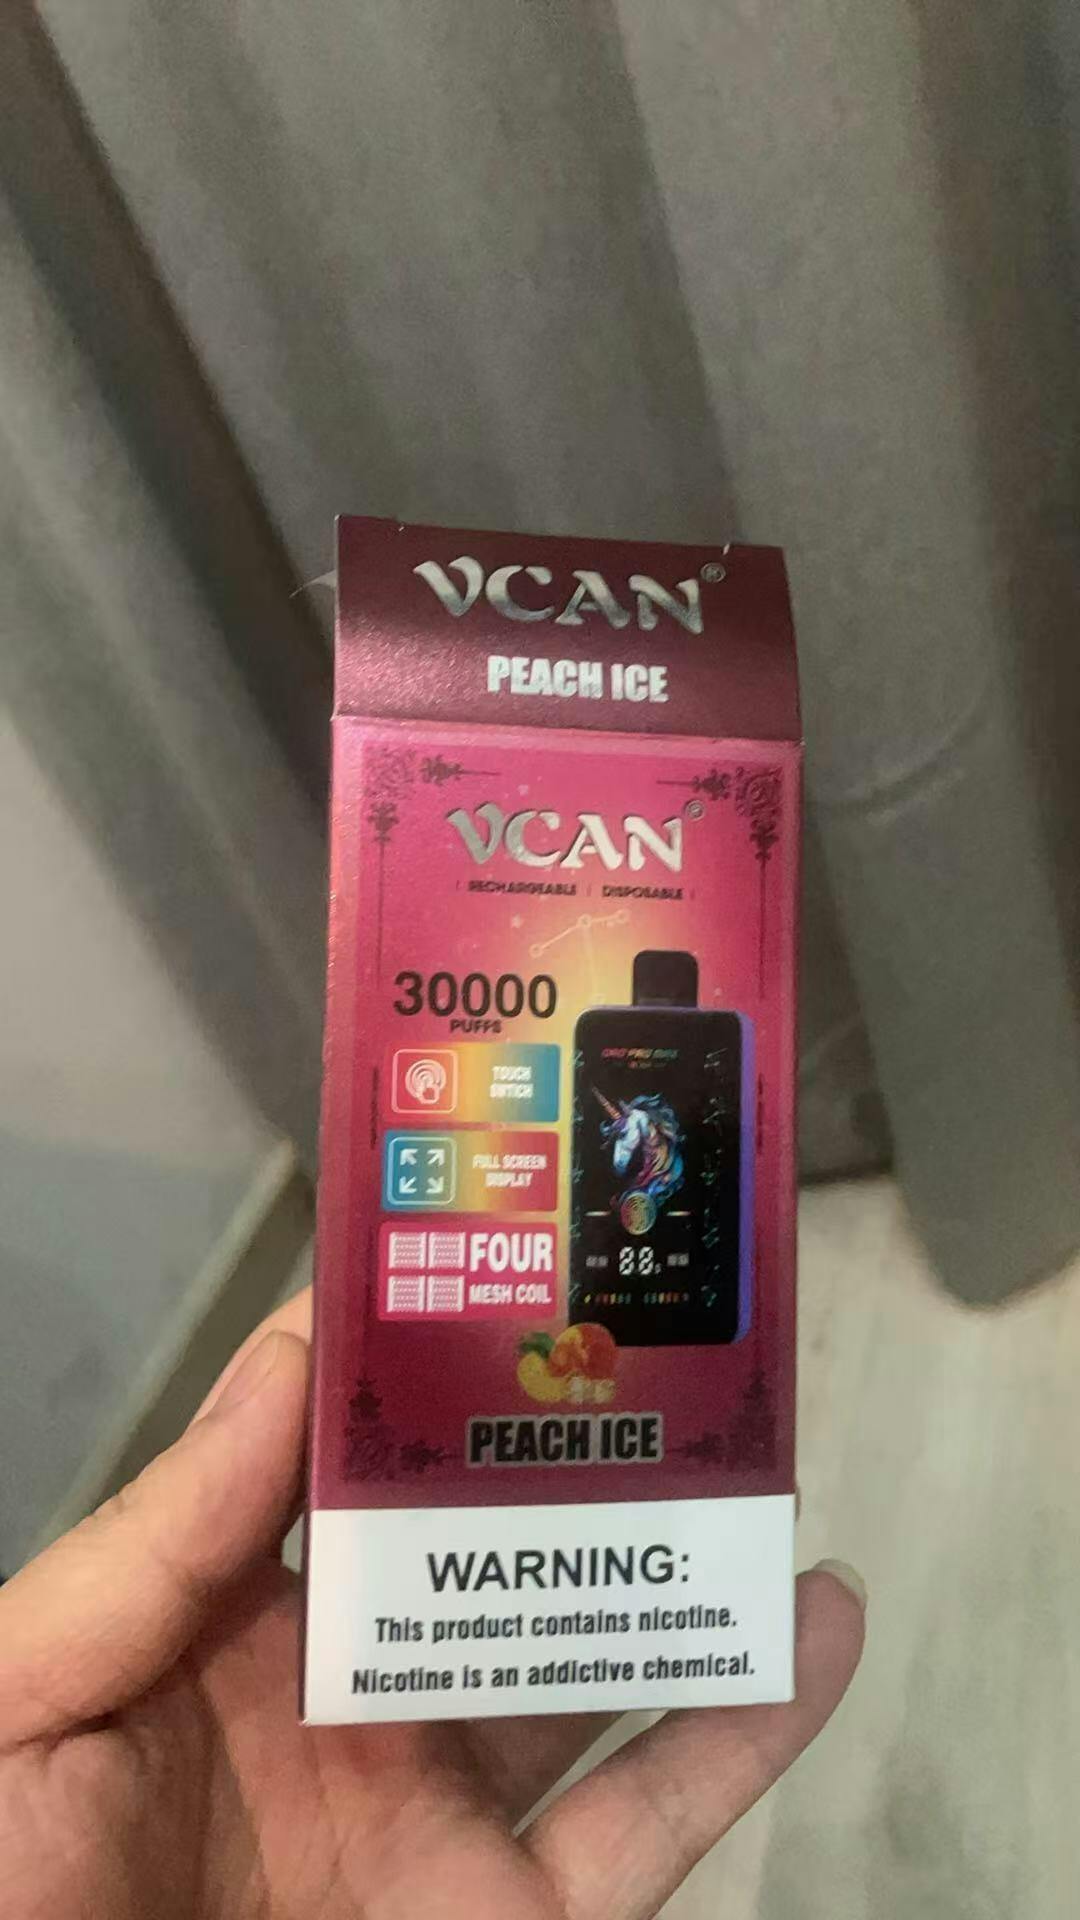 VCAN®
PEACH ICE
VCAN®
RECHARGEABLE | DISPOSABLE
30000
PUFFS
TOUCH
SWTICH
FULL SCREEN
DISPLAY
FOUR
MESH COIL
88
PEACH ICE
WARNING:
This product contains nicotine.
Nicotine is an addictive chemical.